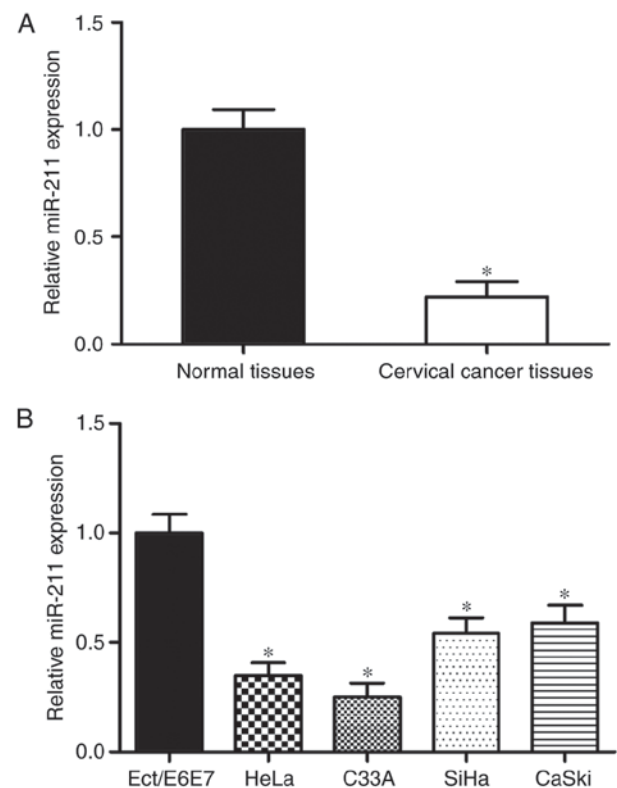 A
1.5
1.0
0.5
0.0
Relative miR-211 expression
*
Normal tissues
Cervical cancer tissues
B
1.5
1.0
0.5
0.0
Relative miR-211 expression
*
*
*
*
Ect/E6E7
HeLa
C33A
SiHa
CaSki